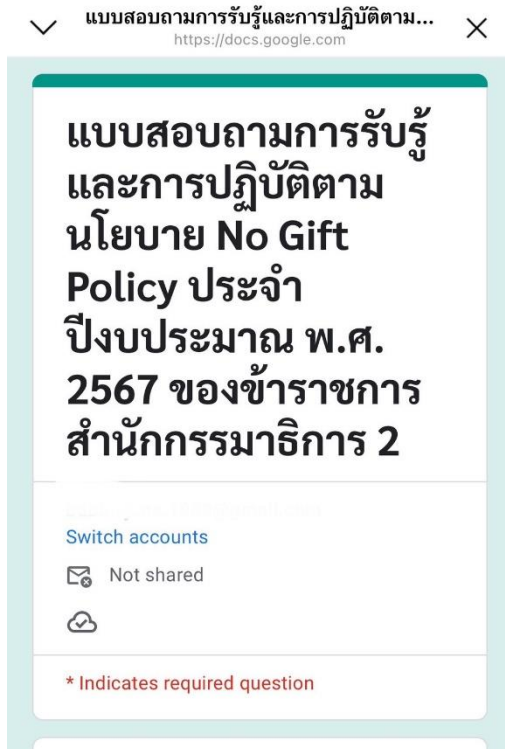 แบบสอบถามการรับรู้และการปฏิบัติตาม...
https://docs.google.com
แบบสอบถามการรับรู้
และการปฏิบัติตาม
นโยบาย No Gift
Policy ประจำ
ปีงบประมาณ พ.ศ.
2567 ของข้าราชการ
สำนักกรรมาธิการ 2
Switch accounts
Not shared
* Indicates required question